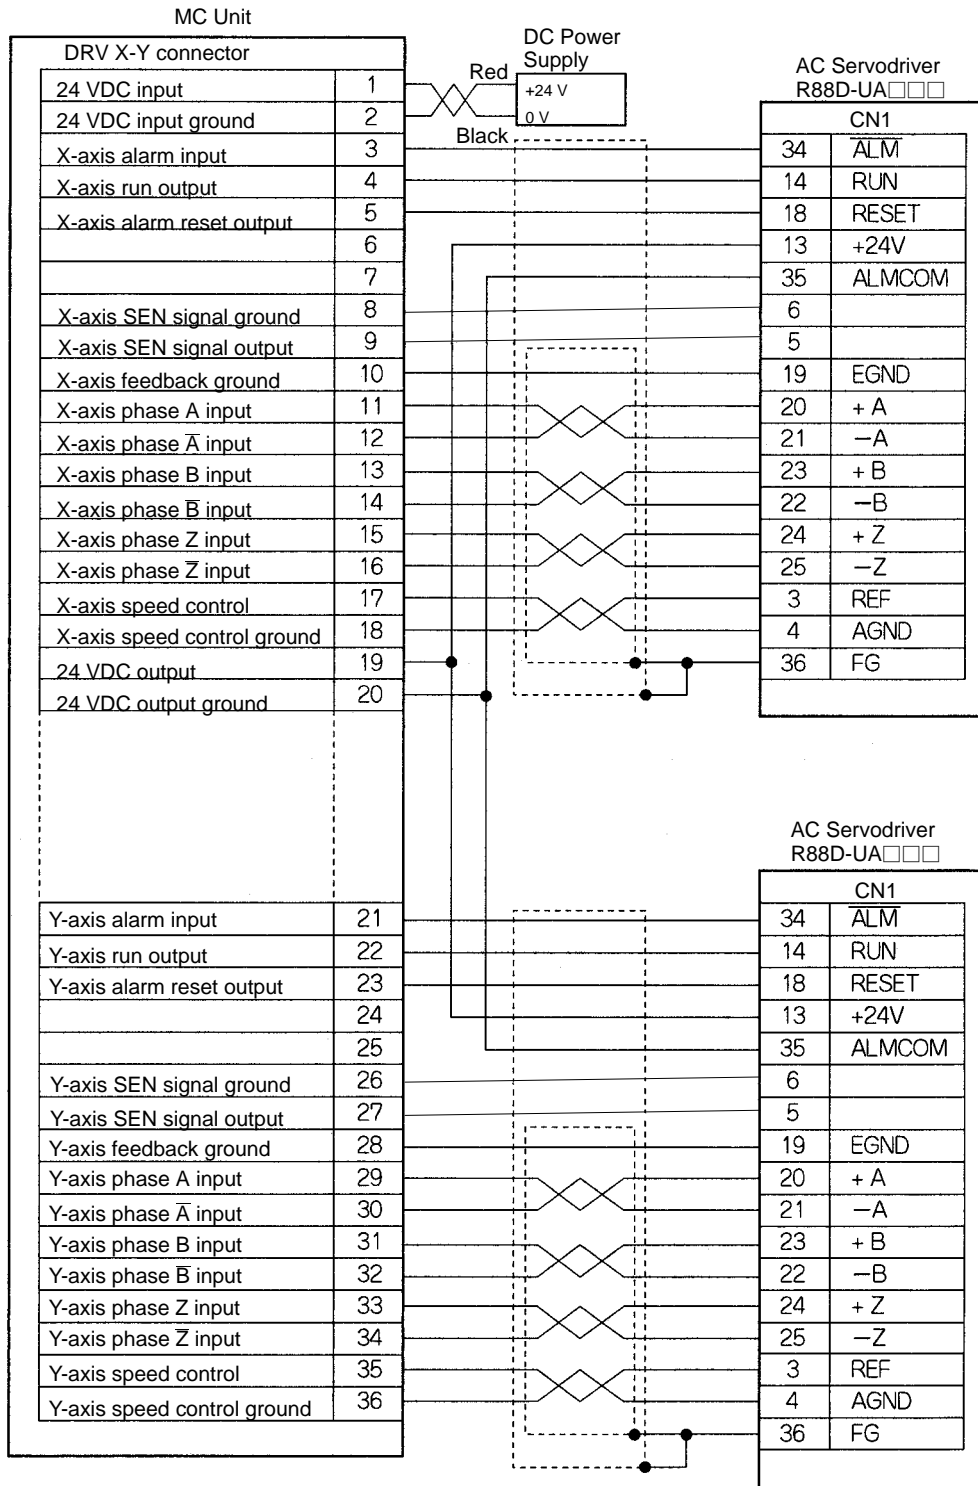 MC Unit
DRV X-Y connector
DC Power
Supply
Red
+24 V
0 V
Black
AC Servodriver
R88D-UA□□□
CN1
24 VDC input 1
24 VDC input ground 2
X-axis alarm input 3 34 A̅L̅M̅
X-axis run output 4 14 RUN
X-axis alarm reset output 5 18 RESET
6 13 +24V
7 35 ALMCOM
X-axis SEN signal ground 8 6
X-axis SEN signal output 9 5
X-axis feedback ground 10 19 EGND
X-axis phase A input 11 20 + A
X-axis phase A̅ input 12 21 −A
X-axis phase B input 13 23 + B
X-axis phase B̅ input 14 22 −B
X-axis phase Z input 15 24 + Z
X-axis phase Z̅ input 16 25 −Z
X-axis speed control 17 3 REF
X-axis speed control ground 18 4 AGND
24 VDC output 19 36 FG
24 VDC output ground 20
AC Servodriver
R88D-UA□□□
CN1
Y-axis alarm input 21 34 A̅L̅M̅
Y-axis run output 22 14 RUN
Y-axis alarm reset output 23 18 RESET
24 13 +24V
25 35 ALMCOM
Y-axis SEN signal ground 26 6
Y-axis SEN signal output 27 5
Y-axis feedback ground 28 19 EGND
Y-axis phase A input 29 20 + A
Y-axis phase A̅ input 30 21 −A
Y-axis phase B input 31 23 + B
Y-axis phase B̅ input 32 22 −B
Y-axis phase Z input 33 24 + Z
Y-axis phase Z̅ input 34 25 −Z
Y-axis speed control 35 3 REF
Y-axis speed control ground 36 4 AGND
36 FG